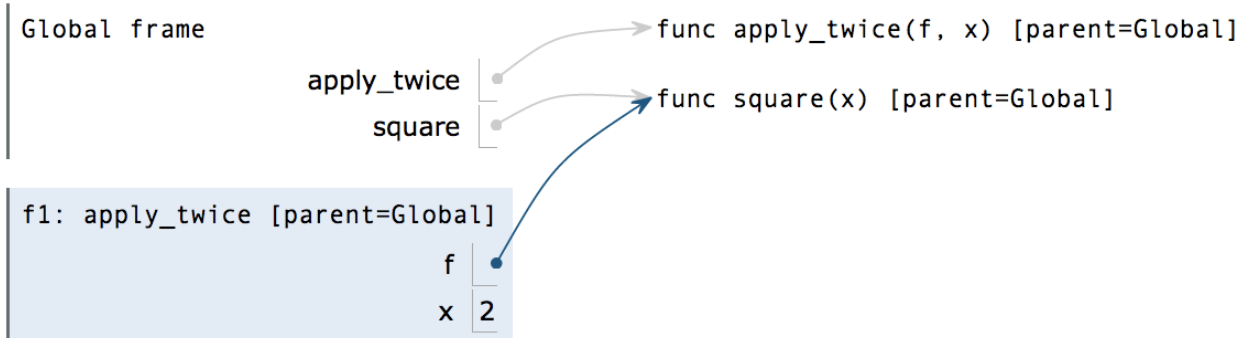 Global frame
func apply_twice(f, x) [parent=Global]
apply_twice
func square(x) [parent=Global]
square
f1: apply_twice [parent=Global]
f
x 2